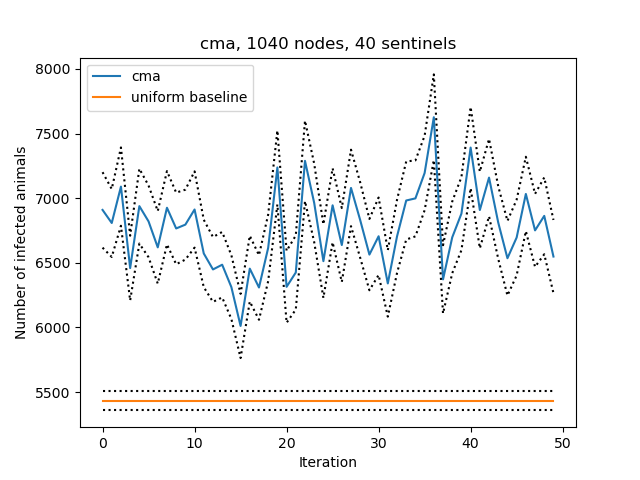 cma, 1040 nodes, 40 sentinels
cma
uniform baseline
Number of infected animals
8000
7500
7000
6500
6000
5500
0 10 20 30 40 50
Iteration